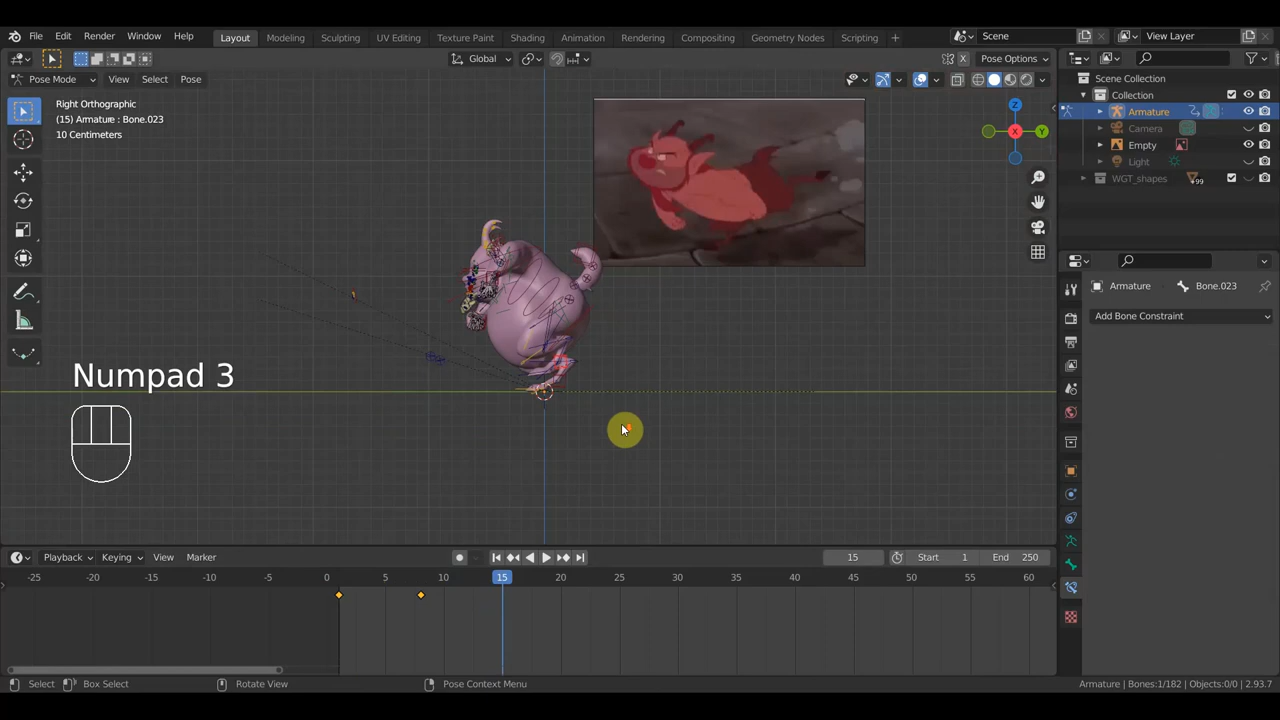 File Edit Render Window Help Layout Modeling Sculpting UV Editing Texture Paint Shading Animation Rendering Compositing Geometry Nodes Scripting + Scene View Layer
Global Pose Options
Pose Mode View Select Pose
Right Orthographic
(15) Armature : Bone.023
10 Centimeters
X
Z
Y
X
Scene Collection
Collection
Armature
Camera
Empty
Light
WGT_shapes 99
Armature Bone.023
Add Bone Constraint
Numpad 3
Playback Keying View Marker 15 Start 1 End 250
-25 -20 -15 -10 -5 0 5 10 15 20 25 30 35 40 45 50 55 60
Select Box Select Rotate View Pose Context Menu Armature | Bones:1/182 | Objects:0/0 | 2.93.7